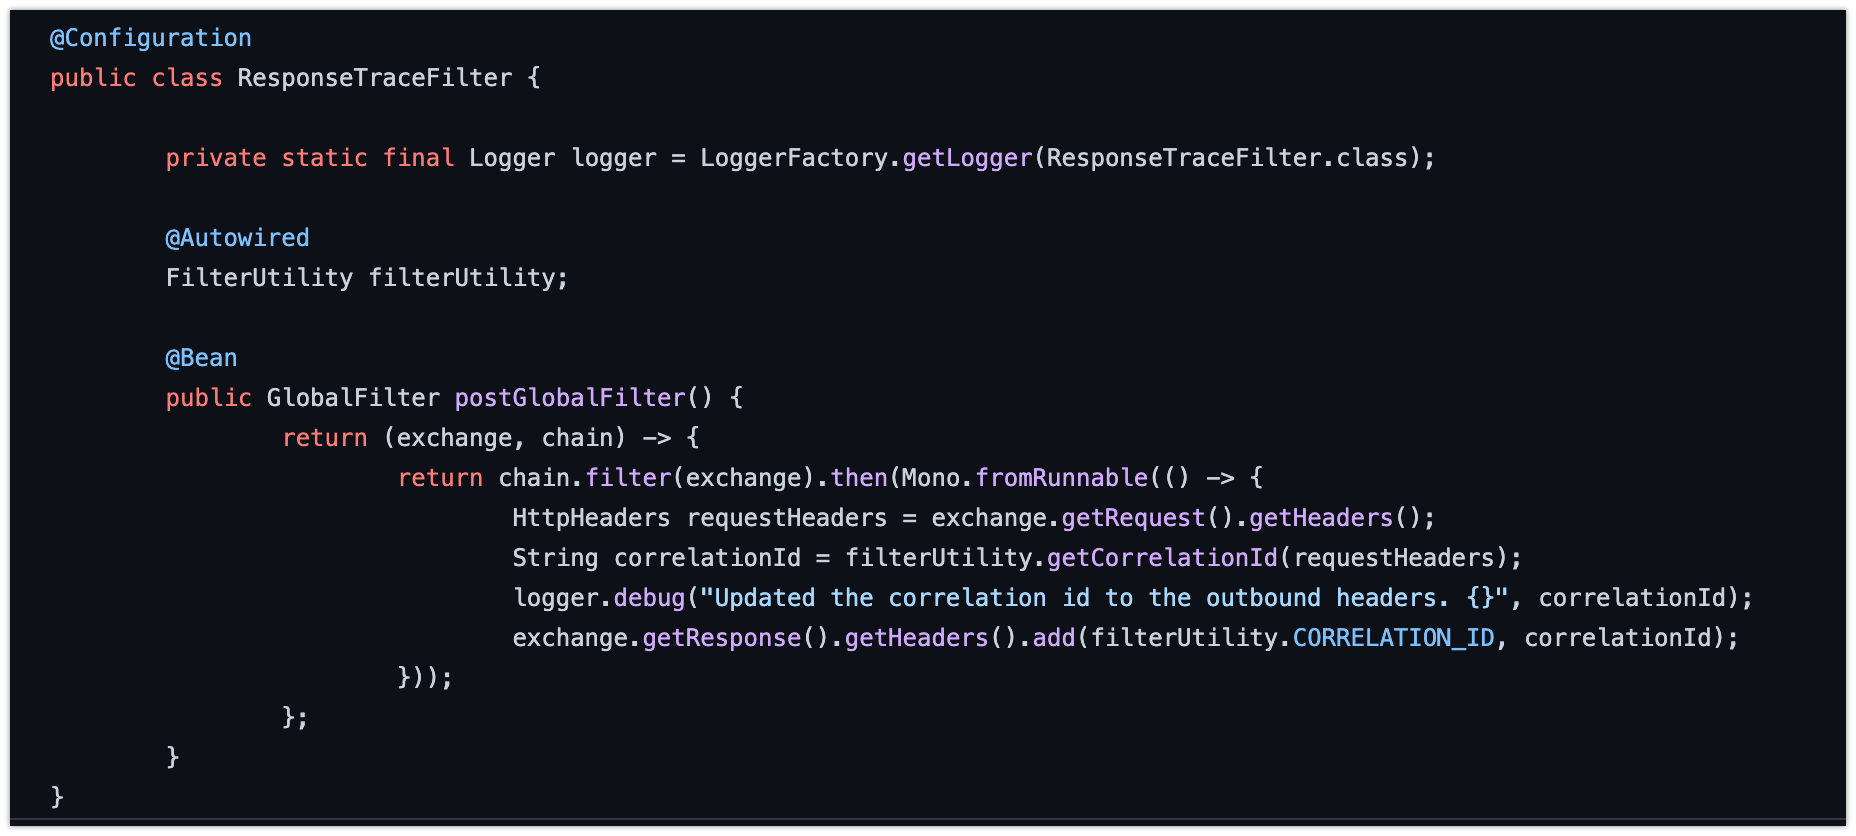 @Configuration
public class ResponseTraceFilter {
private static final Logger logger = LoggerFactory.getLogger(ResponseTraceFilter.class);
@Autowired
FilterUtility filterUtility;
@Bean
public GlobalFilter postGlobalFilter() {
return (exchange, chain) -> {
return chain.filter(exchange).then(Mono.fromRunnable(() -> {
HttpHeaders requestHeaders = exchange.getRequest().getHeaders();
String correlationId = filterUtility.getCorrelationId(requestHeaders);
logger.debug("Updated the correlation id to the outbound headers. {}", correlationId);
exchange.getResponse().getHeaders().add(filterUtility.CORRELATION_ID, correlationId);
}));
};
}
}